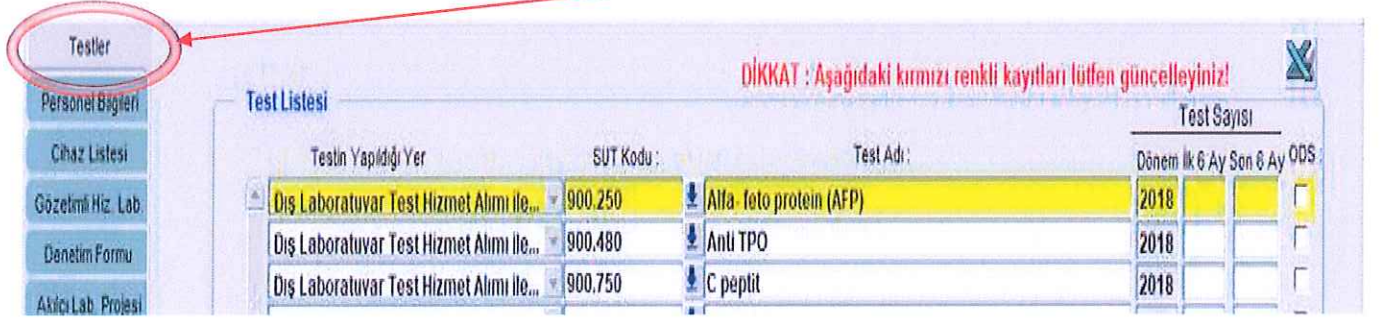 Testler
Personel Bilgileri
Cihaz Listesi
Gözetimli Hiz. Lab.
Denetim Formu
Akılcı Lab. Projesi
DİKKAT : Aşağıdaki kırmızı renkli kayıtları lütfen güncelleyiniz!
Test Listesi
Test Sayısı
Testin Yapıldığı Yer SUT Kodu : Test Adı : Dönem İlk 6 Ay Son 6 Ay ODS :
Dış Laboratuvar Test Hizmet Alımı ile... 900.250 Alfa- feto protein (AFP) 2018
Dış Laboratuvar Test Hizmet Alımı ile... 900.480 Anti TPO 2018
Dış Laboratuvar Test Hizmet Alımı ile... 900.750 C peptit 2018